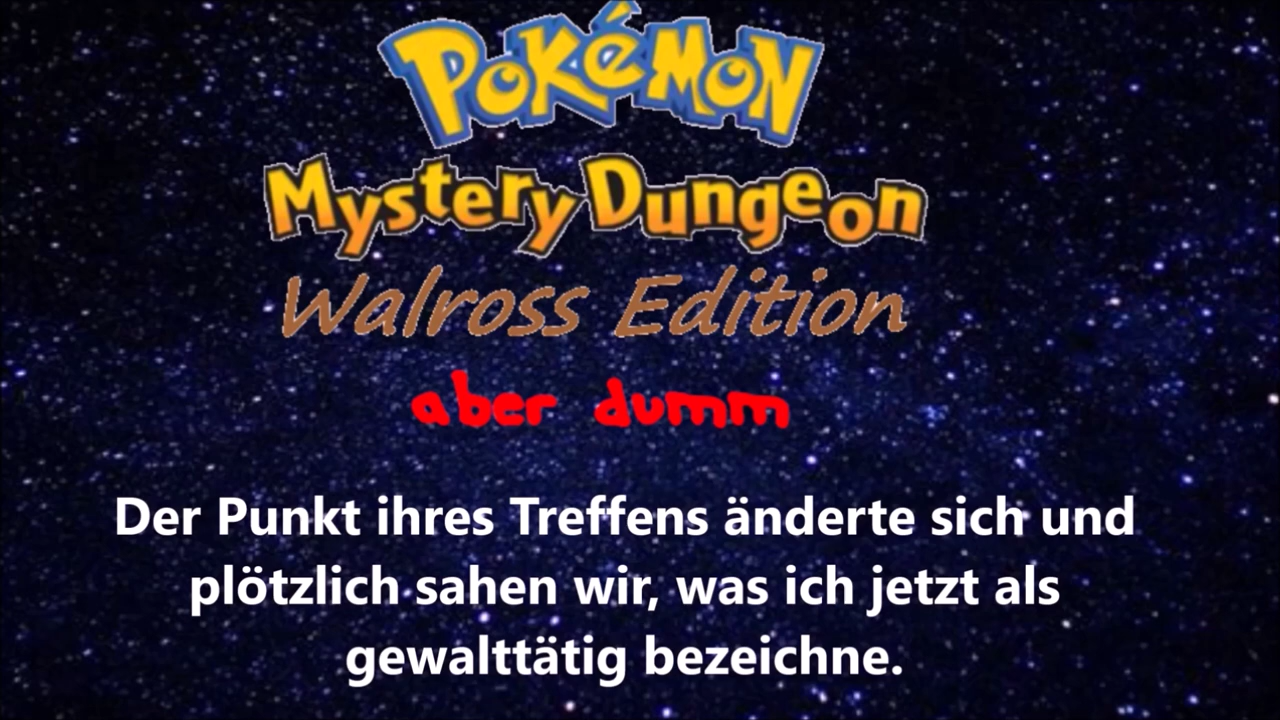 Pokémon
Mystery Dungeon
Walross Edition
aber dumm
Der Punkt ihres Treffens änderte sich und
plötzlich sahen wir, was ich jetzt als
gewalttätig bezeichne.